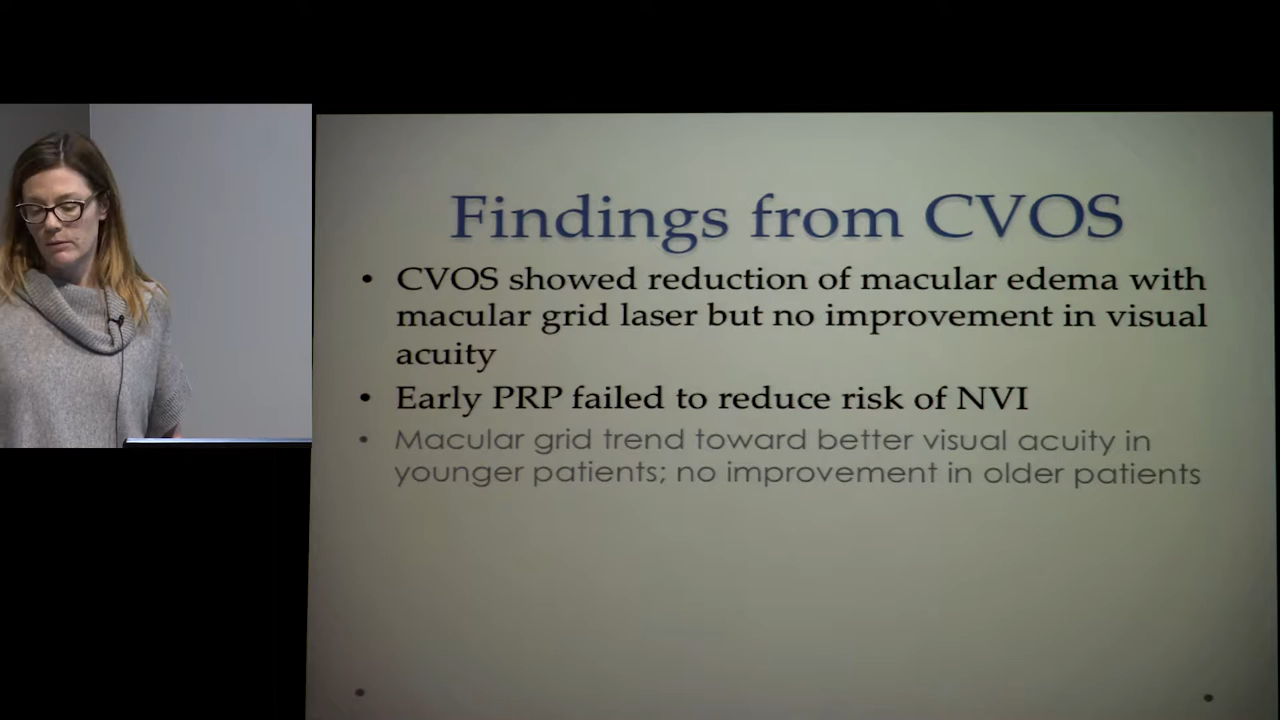 Findings from CVOS
• CVOS showed reduction of macular edema with
macular grid laser but no improvement in visual
acuity
• Early PRP failed to reduce risk of NVI
• Macular grid trend toward better visual acuity in
younger patients; no improvement in older patients